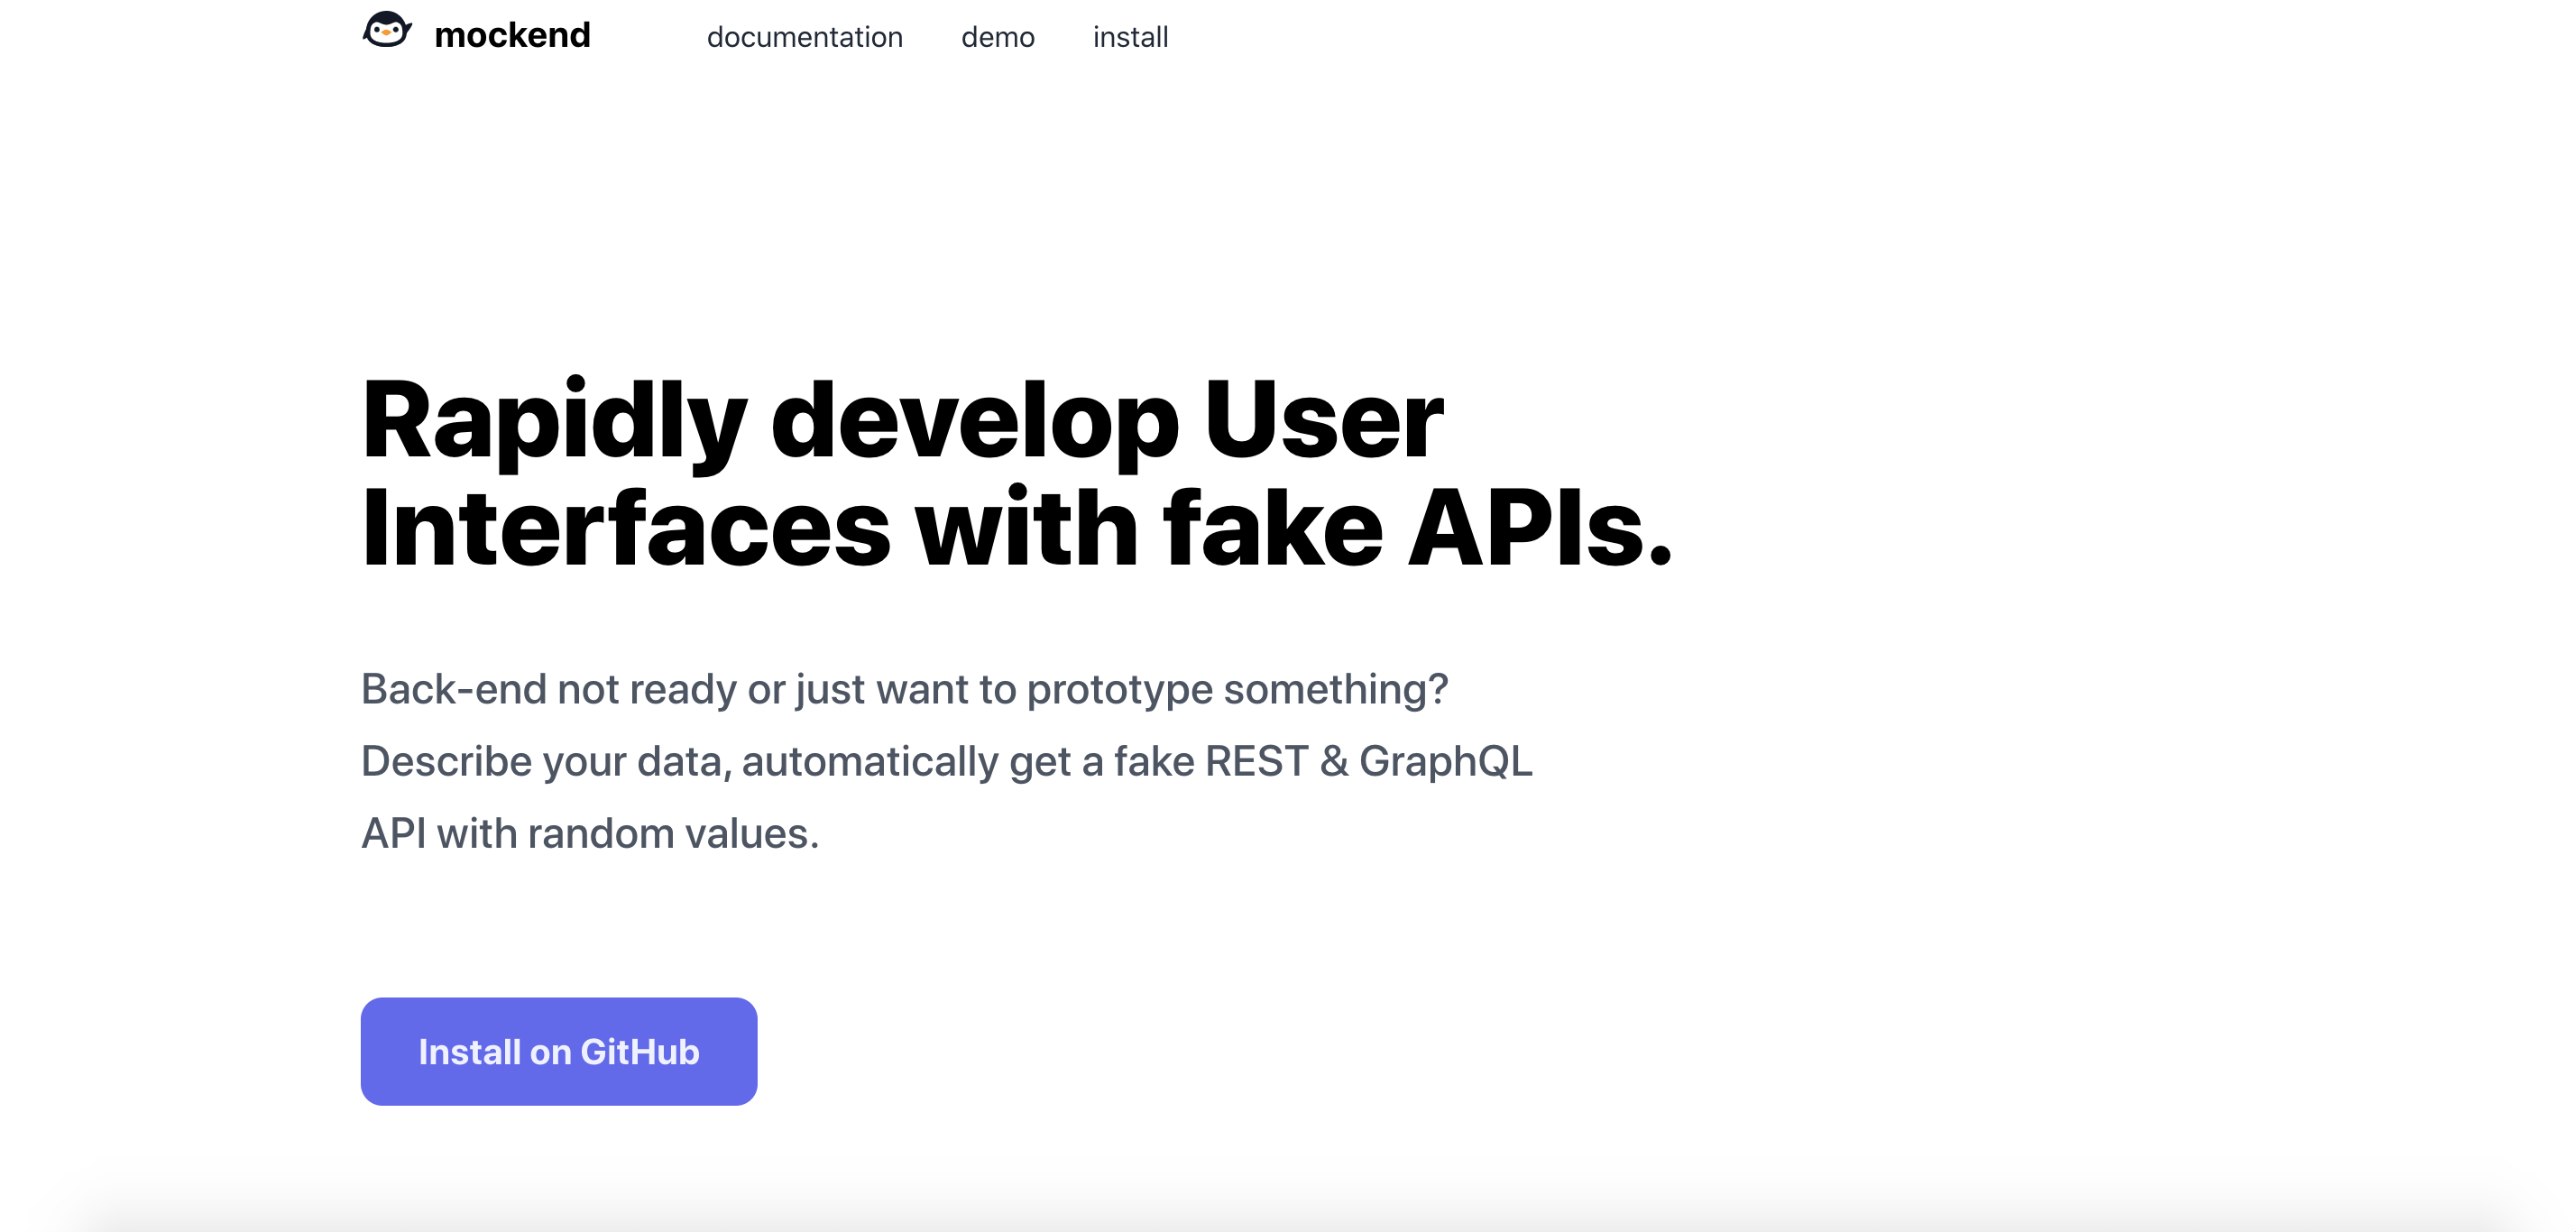 mockend documentation demo install
Rapidly develop User
Interfaces with fake APIs.
Back-end not ready or just want to prototype something?
Describe your data, automatically get a fake REST & GraphQL
API with random values.
Install on GitHub